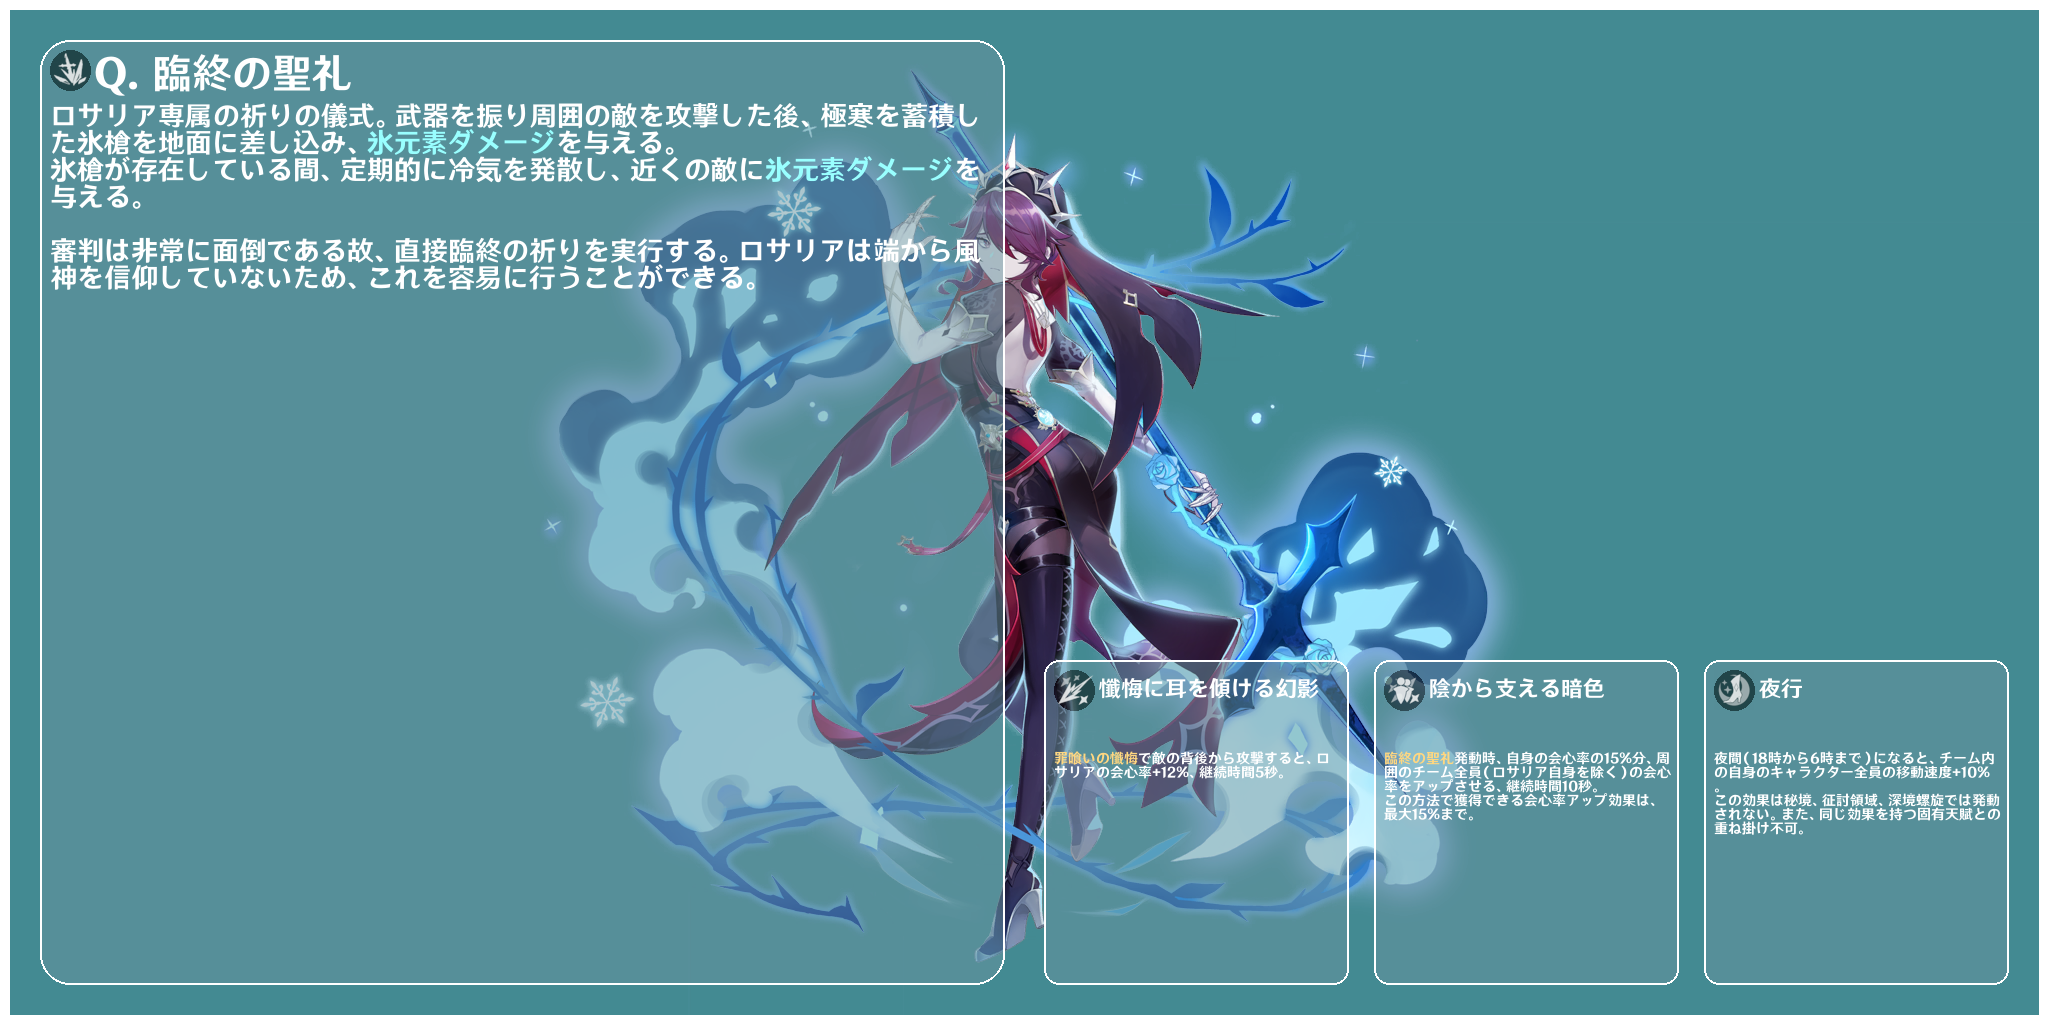 Q. 臨終の聖礼
ロサリア専属の祈りの儀式。武器を振り周囲の敵を攻撃した後、極寒を蓄積し
た氷槍を地面に差し込み、氷元素ダメージを与える。
氷槍が存在している間、定期的に冷気を発散し、近くの敵に氷元素ダメージを
与える。
審判は非常に面倒である故、直接臨終の祈りを実行する。ロサリアは端から風
神を信仰していないため、これを容易に行うことができる。
懺悔に耳を傾ける幻影
罪喰いの懺悔で敵の背後から攻撃すると、ロ
サリアの会心率+12%、継続時間5秒。
陰から支える暗色
臨終の聖礼発動時、自身の会心率の15%分、周
囲のチーム全員(ロサリア自身を除く)の会心
率をアップさせる、継続時間10秒。
この方法で獲得できる会心率アップ効果は、
最大15%まで。
夜行
夜間(18時から6時まで)になると、チーム内
の自身のキャラクター全員の移動速度+10%
。
この効果は秘境、征討領域、深境螺旋では発動
されない。また、同じ効果を持つ固有天賦との
重ね掛け不可。